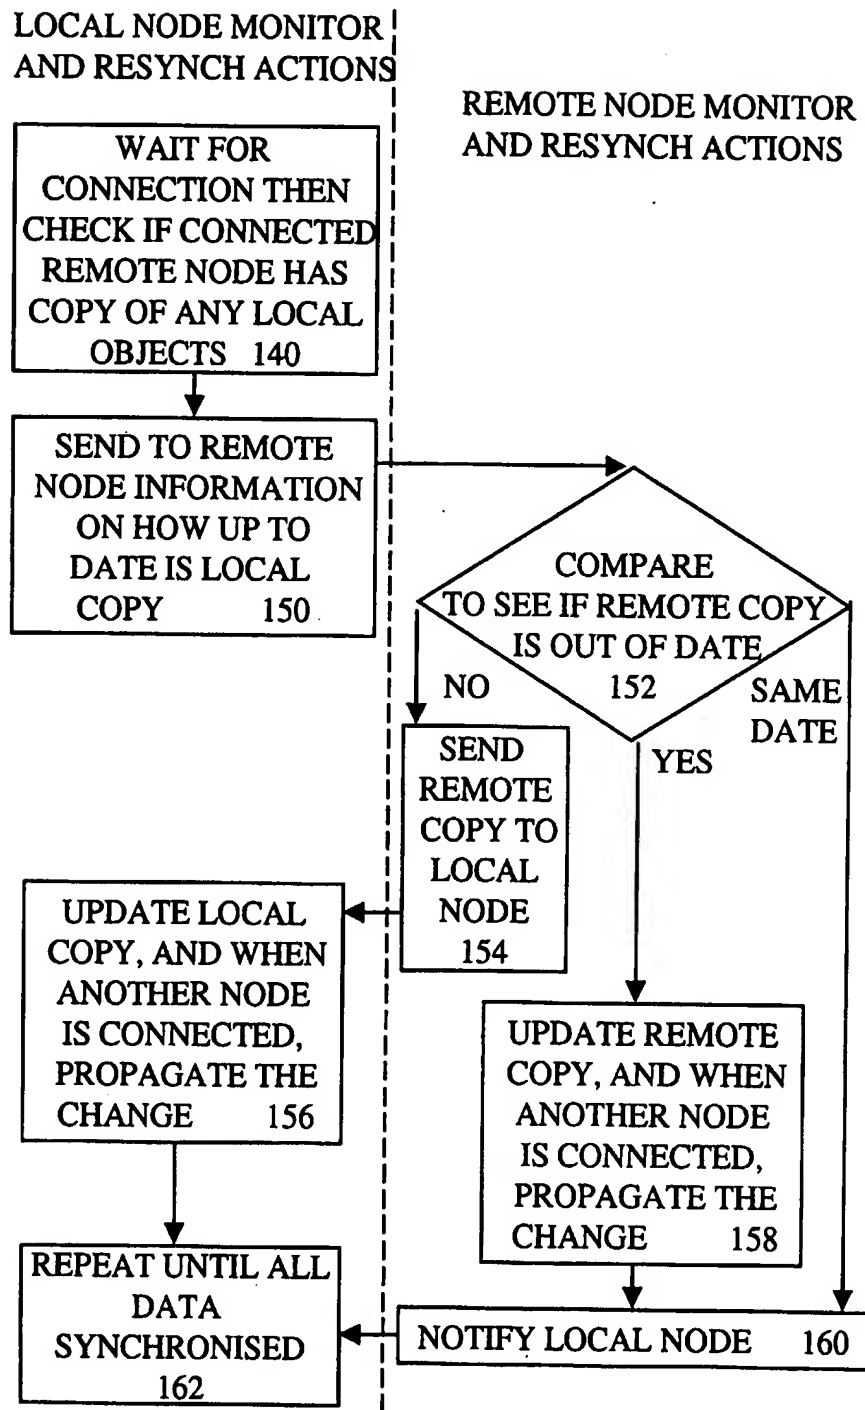 LOCAL NODE MONITOR
AND RESYNCH ACTIONS
REMOTE NODE MONITOR
AND RESYNCH ACTIONS
WAIT FOR
CONNECTION THEN
CHECK IF CONNECTED
REMOTE NODE HAS
COPY OF ANY LOCAL
OBJECTS 140
SEND TO REMOTE
NODE INFORMATION
ON HOW UP TO
DATE IS LOCAL
COPY 150
COMPARE
TO SEE IF REMOTE COPY
IS OUT OF DATE
152
NO
SAME
DATE
YES
SEND
REMOTE
COPY TO
LOCAL
NODE
154
UPDATE LOCAL
COPY, AND WHEN
ANOTHER NODE
IS CONNECTED,
PROPAGATE THE
CHANGE 156
UPDATE REMOTE
COPY, AND WHEN
ANOTHER NODE
IS CONNECTED,
PROPAGATE THE
CHANGE 158
NOTIFY LOCAL NODE 160
REPEAT UNTIL ALL
DATA
SYNCHRONISED
162